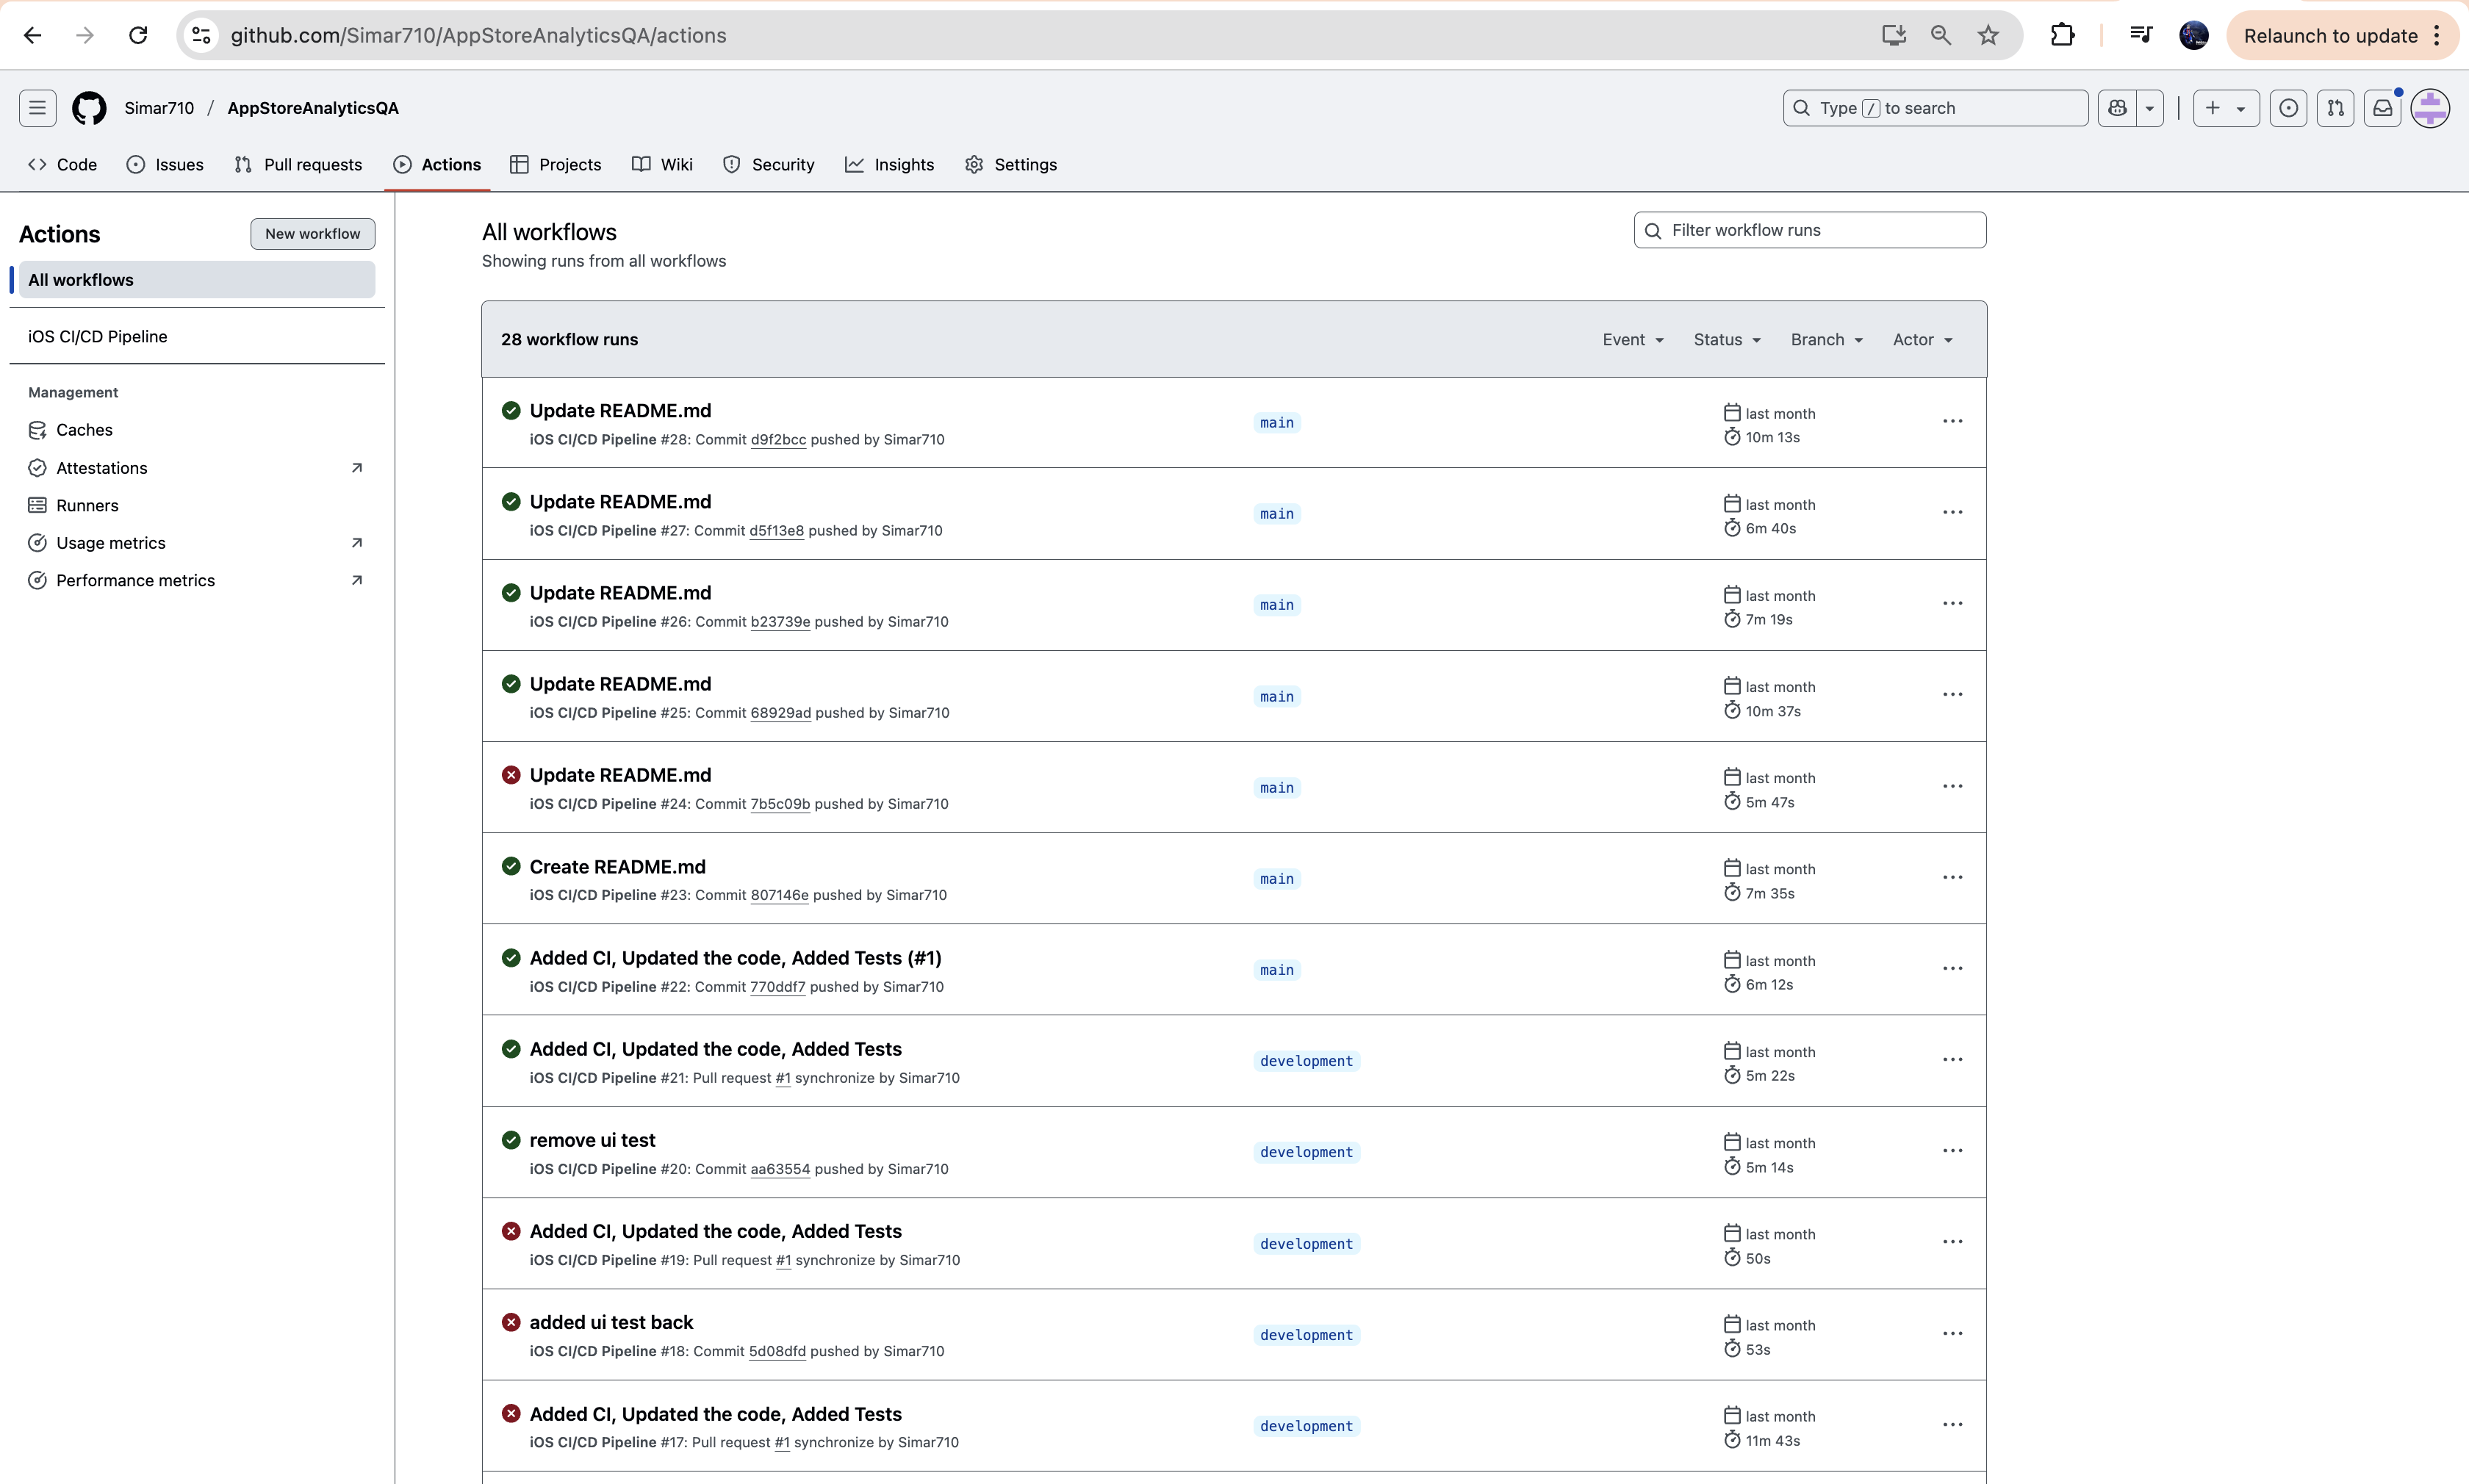 github.com/Simar710/AppStoreAnalyticsQA/actions
Relaunch to update
Simar710 / AppStoreAnalyticsQA
Type / to search
Code
Issues
Pull requests
Actions
Projects
Wiki
Security
Insights
Settings
Actions
New workflow
All workflows
iOS CI/CD Pipeline
Management
Caches
Attestations
Runners
Usage metrics
Performance metrics
All workflows
Showing runs from all workflows
Filter workflow runs
28 workflow runs
Event
Status
Branch
Actor
Update README.md
iOS CI/CD Pipeline #28: Commit d9f2bcc pushed by Simar710
main
last month
10m 13s
Update README.md
iOS CI/CD Pipeline #27: Commit d5f13e8 pushed by Simar710
main
last month
6m 40s
Update README.md
iOS CI/CD Pipeline #26: Commit b23739e pushed by Simar710
main
last month
7m 19s
Update README.md
iOS CI/CD Pipeline #25: Commit 68929ad pushed by Simar710
main
last month
10m 37s
Update README.md
iOS CI/CD Pipeline #24: Commit 7b5c09b pushed by Simar710
main
last month
5m 47s
Create README.md
iOS CI/CD Pipeline #23: Commit 807146e pushed by Simar710
main
last month
7m 35s
Added CI, Updated the code, Added Tests (#1)
iOS CI/CD Pipeline #22: Commit 770ddf7 pushed by Simar710
main
last month
6m 12s
Added CI, Updated the code, Added Tests
iOS CI/CD Pipeline #21: Pull request #1 synchronize by Simar710
development
last month
5m 22s
remove ui test
iOS CI/CD Pipeline #20: Commit aa63554 pushed by Simar710
development
last month
5m 14s
Added CI, Updated the code, Added Tests
iOS CI/CD Pipeline #19: Pull request #1 synchronize by Simar710
development
last month
50s
added ui test back
iOS CI/CD Pipeline #18: Commit 5d08dfd pushed by Simar710
development
last month
53s
Added CI, Updated the code, Added Tests
iOS CI/CD Pipeline #17: Pull request #1 synchronize by Simar710
development
last month
11m 43s